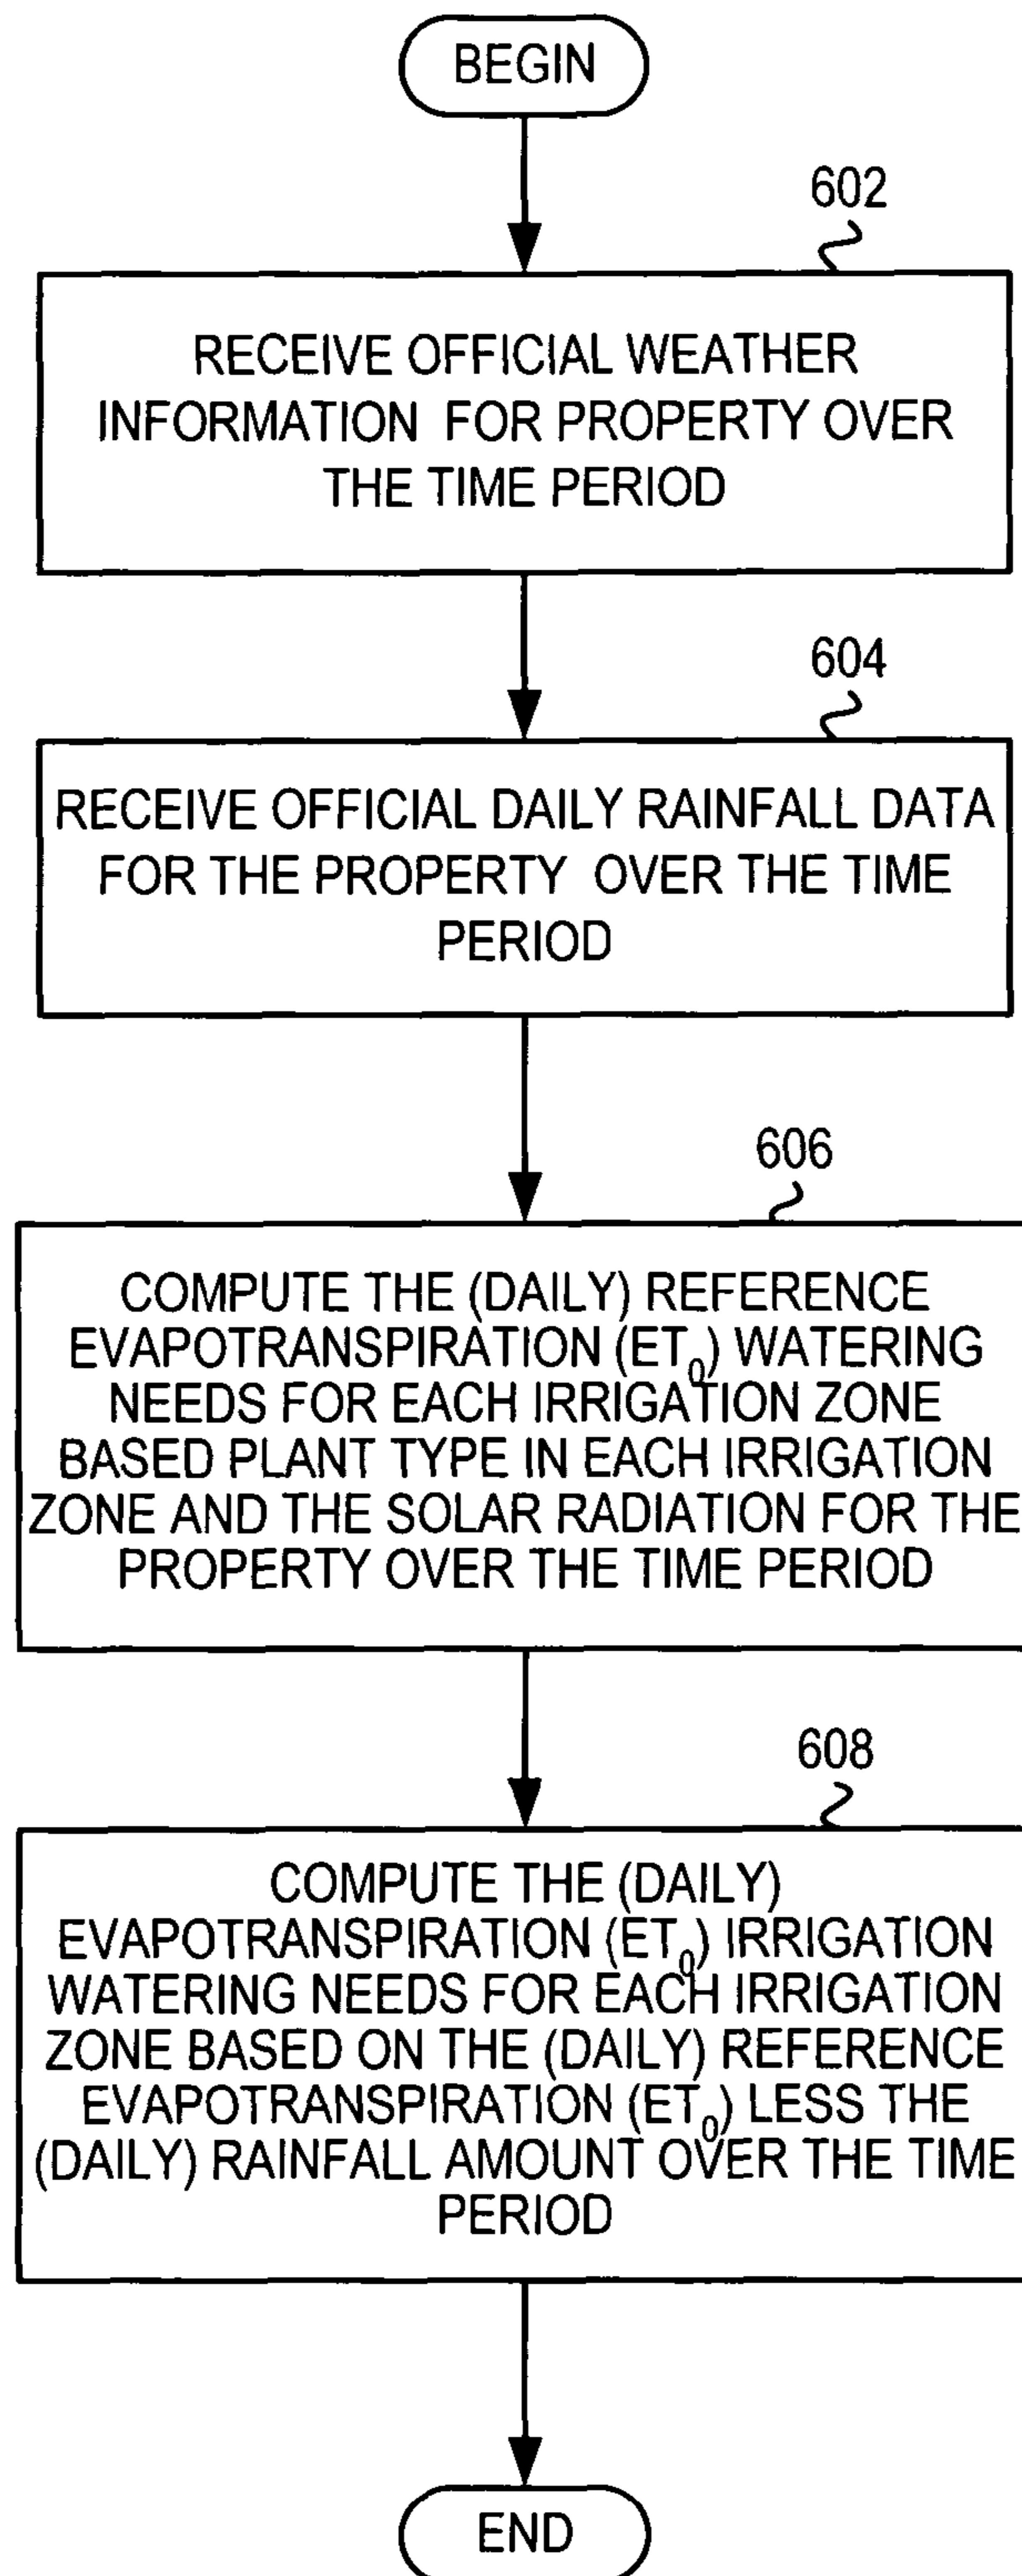 BEGIN
602
RECEIVE OFFICIAL WEATHER
INFORMATION FOR PROPERTY OVER
THE TIME PERIOD
604
RECEIVE OFFICIAL DAILY RAINFALL DATA
FOR THE PROPERTY OVER THE TIME
PERIOD
606
COMPUTE THE (DAILY) REFERENCE
EVAPOTRANSPIRATION (ET₀) WATERING
NEEDS FOR EACH IRRIGATION ZONE
BASED PLANT TYPE IN EACH IRRIGATION
ZONE AND THE SOLAR RADIATION FOR THE
PROPERTY OVER THE TIME PERIOD
608
COMPUTE THE (DAILY)
EVAPOTRANSPIRATION (ET₀) IRRIGATION
WATERING NEEDS FOR EACH IRRIGATION
ZONE BASED ON THE (DAILY) REFERENCE
EVAPOTRANSPIRATION (ET₀) LESS THE
(DAILY) RAINFALL AMOUNT OVER THE TIME
PERIOD
END